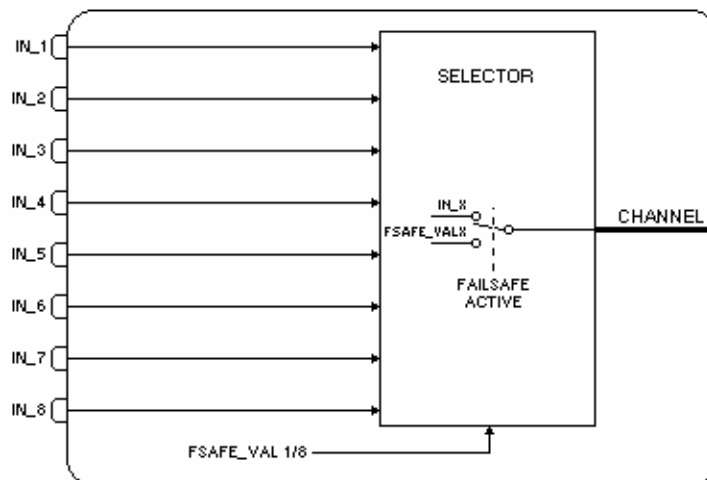 IN_1
IN_2
IN_3
IN_4
IN_5
IN_6
IN_7
IN_8
SELECTOR
IN_X
FSAFE_VALX
FAILSAFE
ACTIVE
CHANNEL
FSAFE_VAL 1/8